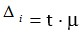 Δ i = t · μ